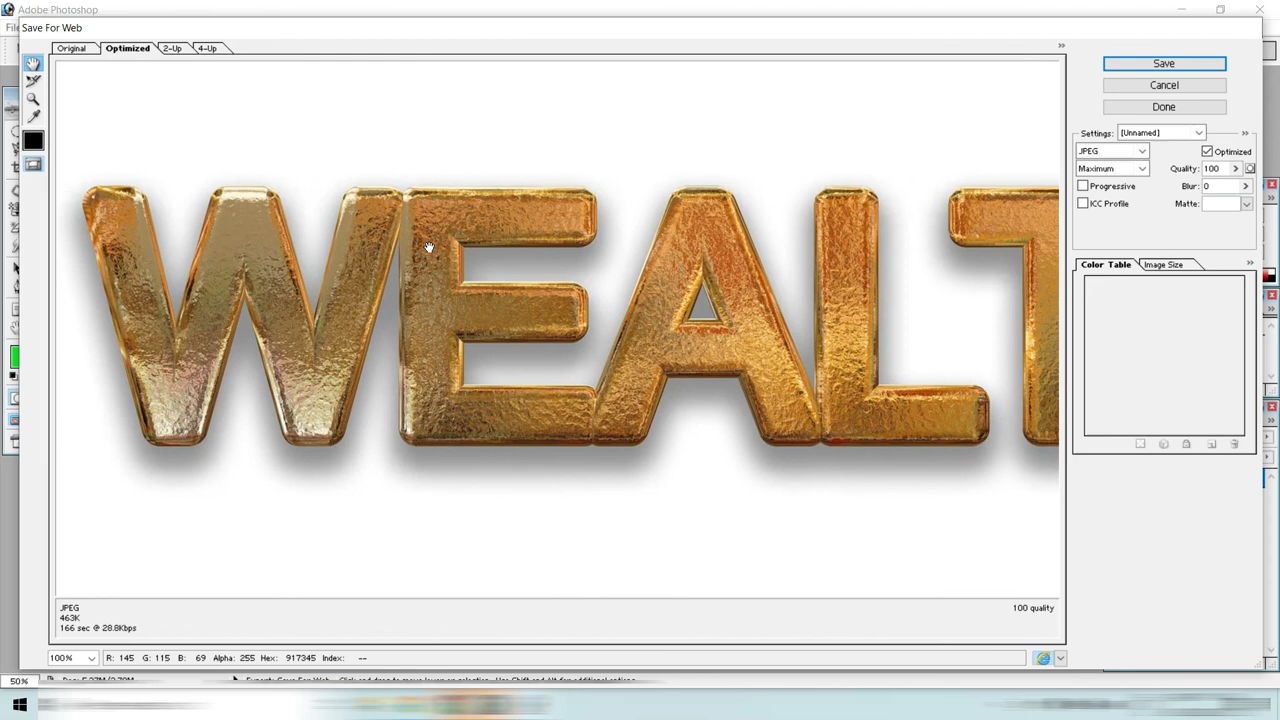 Adobe Photoshop
Save For Web
Original Optimized 2-Up 4-Up
Save
Cancel
Done
Settings: [Unnamed]
JPEG Optimized
Maximum Quality: 100
Progressive Blur: 0
ICC Profile Matte:
Color Table Image Size
WEALT
JPEG
463K
166 sec @ 28.8Kbps
100 quality
100% R: 145 G: 115 B: 69 Alpha: 255 Hex: 917345 Index: --
50%